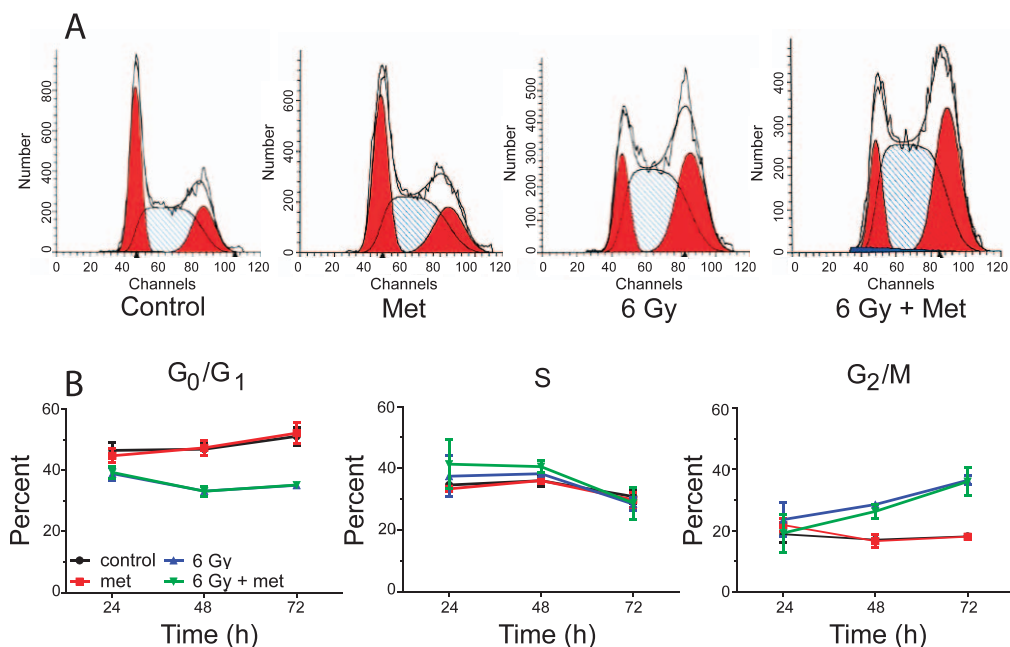 A
Number
0 200 400 600 800
0 20 40 60 80 100 120
Channels
Control
Number
0 200 400 600
0 20 40 60 80 100 120
Channels
Met
Number
0 100 200 300 400 500
0 20 40 60 80 100 120
Channels
6 Gy
Number
0 100 200 300 400
0 20 40 60 80 100 120
Channels
6 Gy + Met
B
G0/G1
Percent
60
40
20
0
control
met
6 Gy
6 Gy + met
24 48 72
Time (h)
S
Percent
60
40
20
0
24 48 72
Time (h)
G2/M
Percent
60
40
20
0
24 48 72
Time (h)